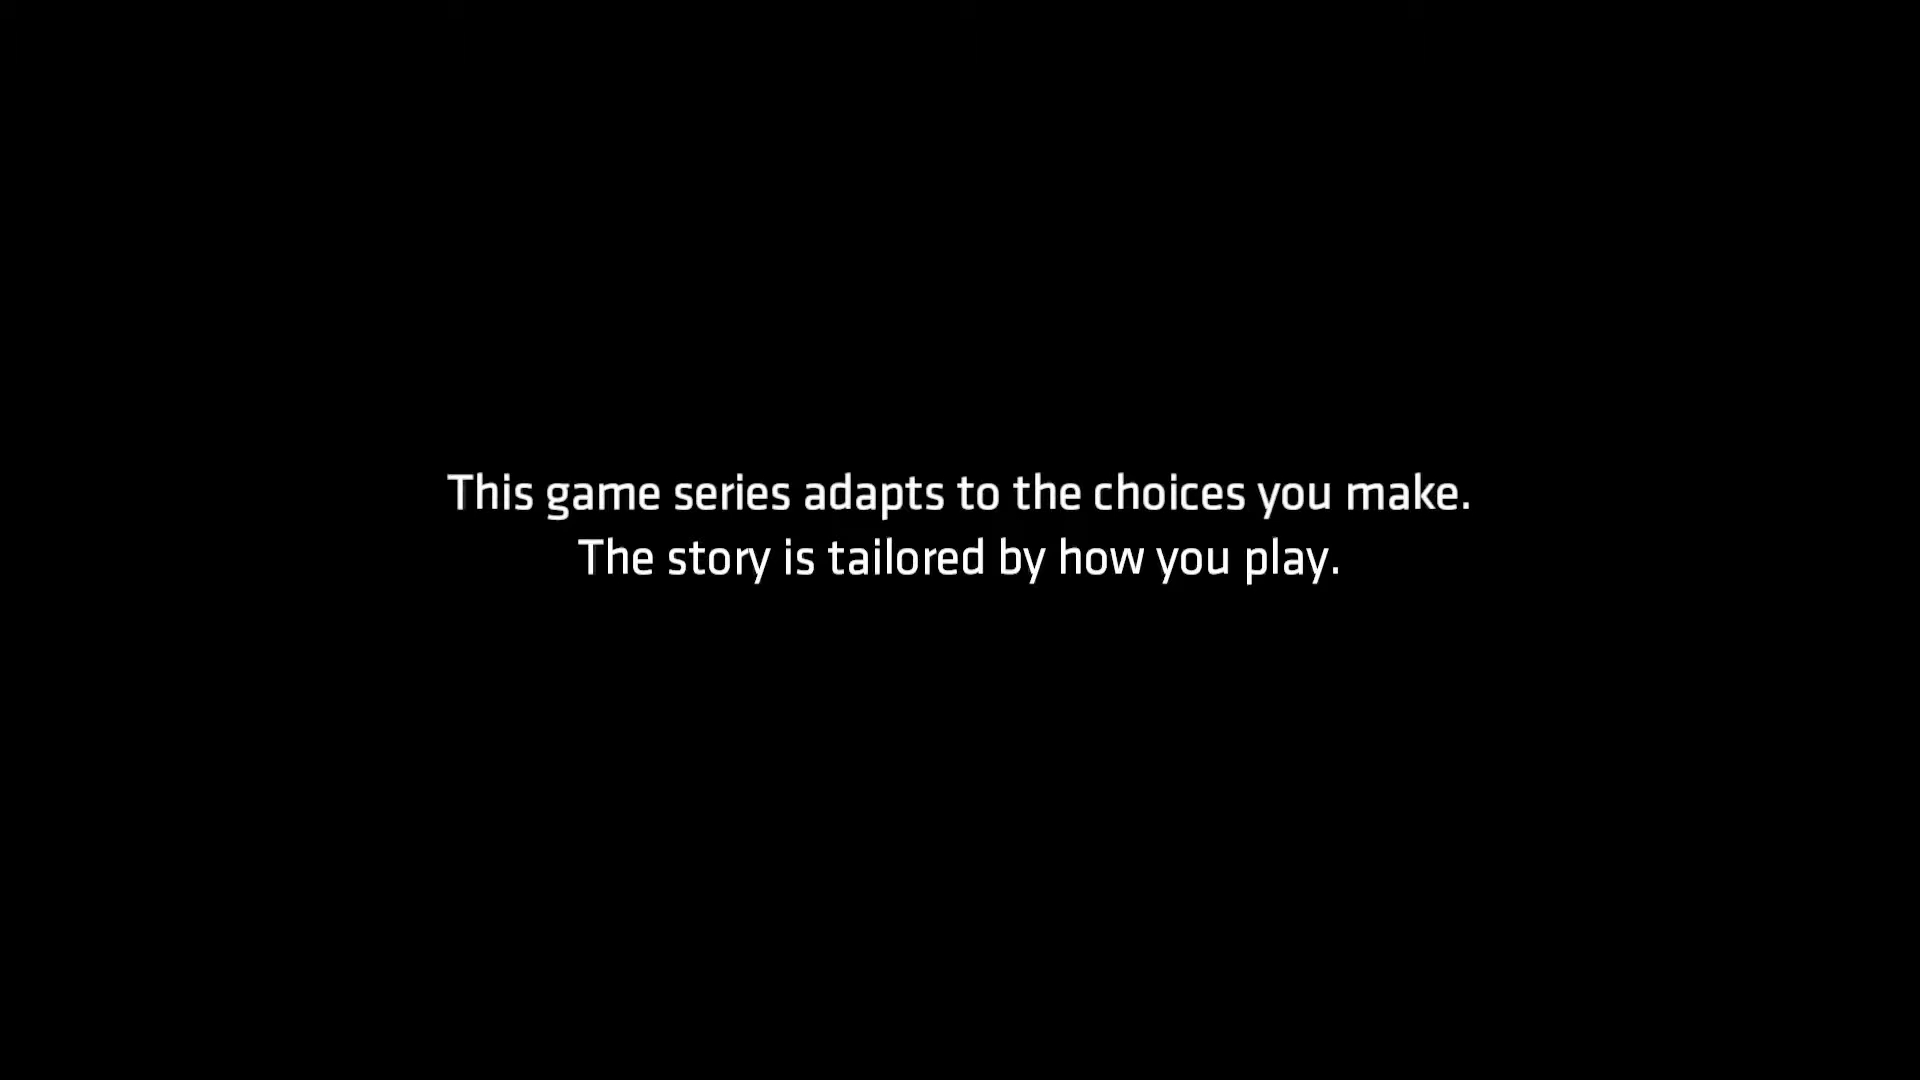 This game series adapts to the choices you make.
The story is tailored by how you play.